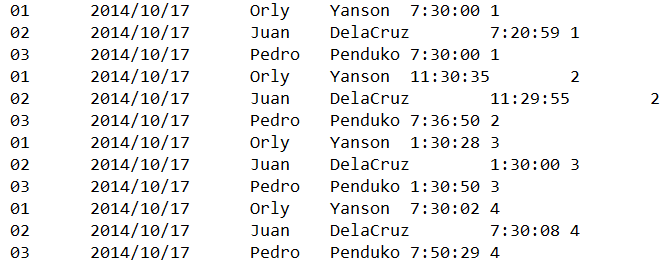 01 2014/10/17 Orly Yanson 7:30:00 1
02 2014/10/17 Juan DelaCruz 7:20:59 1
03 2014/10/17 Pedro Penduko 7:30:00 1
01 2014/10/17 Orly Yanson 11:30:35 2
02 2014/10/17 Juan DelaCruz 11:29:55 2
03 2014/10/17 Pedro Penduko 7:36:50 2
01 2014/10/17 Orly Yanson 1:30:28 3
02 2014/10/17 Juan DelaCruz 1:30:00 3
03 2014/10/17 Pedro Penduko 1:30:50 3
01 2014/10/17 Orly Yanson 7:30:02 4
02 2014/10/17 Juan DelaCruz 7:30:08 4
03 2014/10/17 Pedro Penduko 7:50:29 4